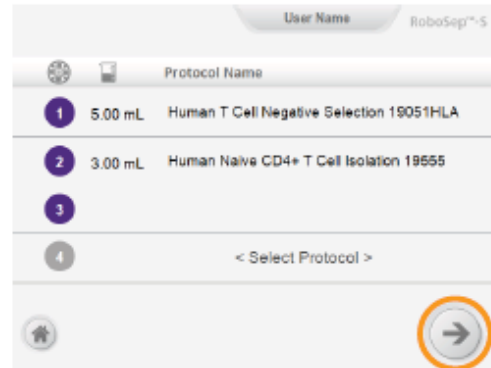 User Name
RoboSep™-S
Protocol Name
1 5.00 mL Human T Cell Negative Selection 19051HLA
2 3.00 mL Human Naive CD4+ T Cell Isolation 19555
3
4 < Select Protocol >